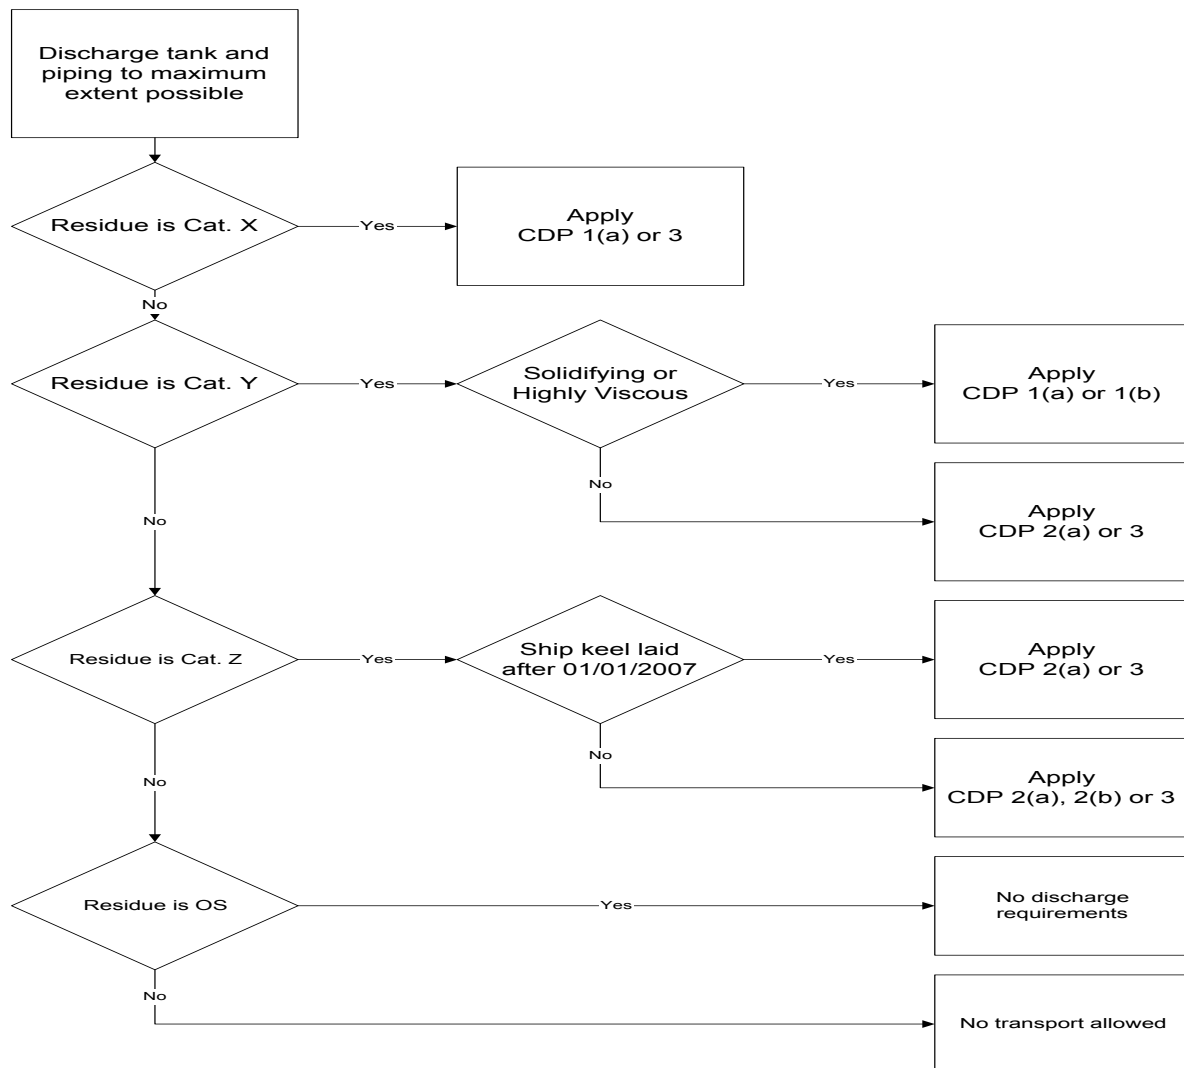 Discharge tank and
piping to maximum
extent possible
Residue is Cat. X
Yes
Apply
CDP 1(a) or 3
No
Residue is Cat. Y
Yes
Solidifying or
Highly Viscous
Yes
Apply
CDP 1(a) or 1(b)
No
Apply
CDP 2(a) or 3
No
Residue is Cat. Z
Yes
Ship keel laid
after 01/01/2007
Yes
Apply
CDP 2(a) or 3
No
Apply
CDP 2(a), 2(b) or 3
No
Residue is OS
Yes
No discharge
requirements
No
No transport allowed